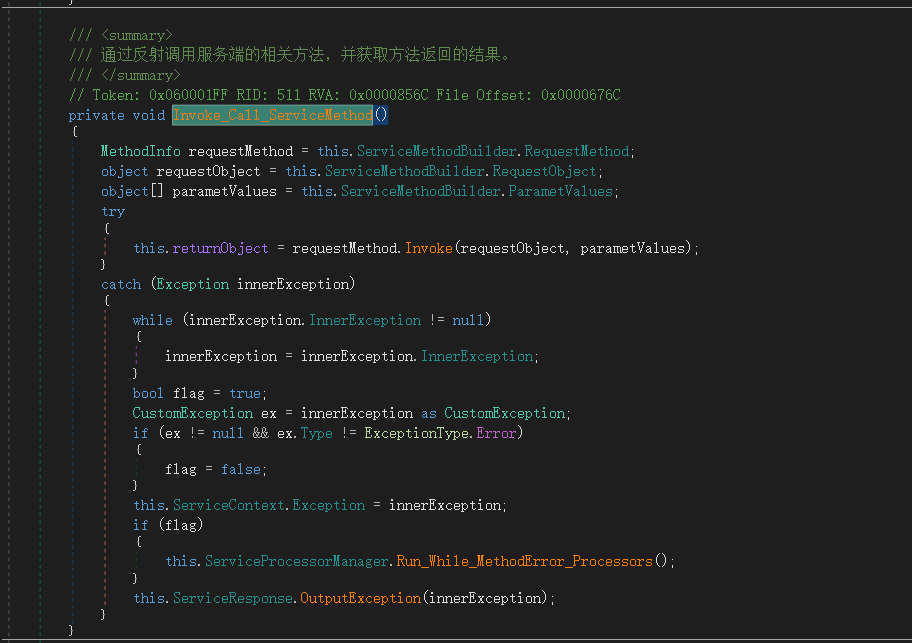 }
/// <summary>
/// 通过反射调用服务端的相关方法，并获取方法返回的结果。
/// </summary>
// Token: 0x060001FF RID: 511 RVA: 0x0000856C File Offset: 0x0000676C
private void Invoke_Call_ServiceMethod()
{
MethodInfo requestMethod = this.ServiceMethodBuilder.RequestMethod;
object requestObject = this.ServiceMethodBuilder.RequestObject;
object[] parametValues = this.ServiceMethodBuilder.ParametValues;
try
{
this.returnObject = requestMethod.Invoke(requestObject, parametValues);
}
catch (Exception innerException)
{
while (innerException.InnerException != null)
{
innerException = innerException.InnerException;
}
bool flag = true;
CustomException ex = innerException as CustomException;
if (ex != null && ex.Type != ExceptionType.Error)
{
flag = false;
}
this.ServiceContext.Exception = innerException;
if (flag)
{
this.ServiceProcessorManager.Run_While_MethodError_Processors();
}
this.ServiceResponse.OutputException(innerException);
}
}